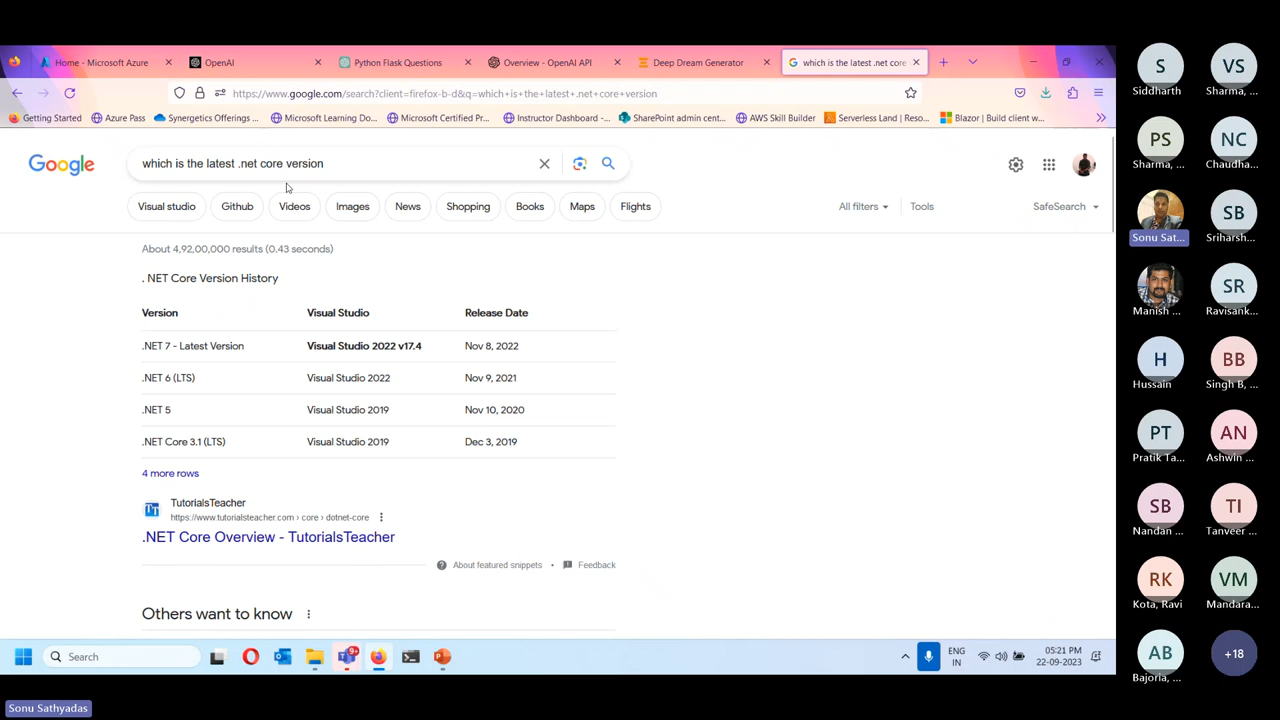 Home - Microsoft Azure
OpenAI
Python Flask Questions
Overview - OpenAI API
Deep Dream Generator
which is the latest .net core
https://www.google.com/search?client=firefox-b-d&q=which+is+the+latest+.net+core+version
Getting Started
Azure Pass
Synergetics Offerings ...
Microsoft Learning Do...
Microsoft Certified Pr...
Instructor Dashboard -...
SharePoint admin cent...
AWS Skill Builder
Serverless Land | Reso...
Blazor | Build client w...
Google
which is the latest .net core version
Visual studio
Github
Videos
Images
News
Shopping
Books
Maps
Flights
All filters
Tools
SafeSearch
About 4,92,00,000 results (0.43 seconds)
. NET Core Version History
Version Visual Studio Release Date
.NET 7 - Latest Version Visual Studio 2022 v17.4 Nov 8, 2022
.NET 6 (LTS) Visual Studio 2022 Nov 9, 2021
.NET 5 Visual Studio 2019 Nov 10, 2020
.NET Core 3.1 (LTS) Visual Studio 2019 Dec 3, 2019
4 more rows
TT
TutorialsTeacher
https://www.tutorialsteacher.com › core › dotnet-core
.NET Core Overview - TutorialsTeacher
About featured snippets • Feedback
Others want to know
Search
9+
ENG
IN
05:21 PM
22-09-2023
Sonu Sathyadas
S
Siddharth
VS
Sharma, ...
PS
Sharma, ...
NC
Chaudha...
Sonu Sat...
SB
Sriharsh...
Manish ...
SR
Ravisank...
H
Hussain
BB
Singh B, ...
PT
Pratik Ta...
AN
Ashwin ...
SB
Nandan ...
TI
Tanveer ...
RK
Kota, Ravi
VM
Mandara...
AB
Bajoria, ...
+18